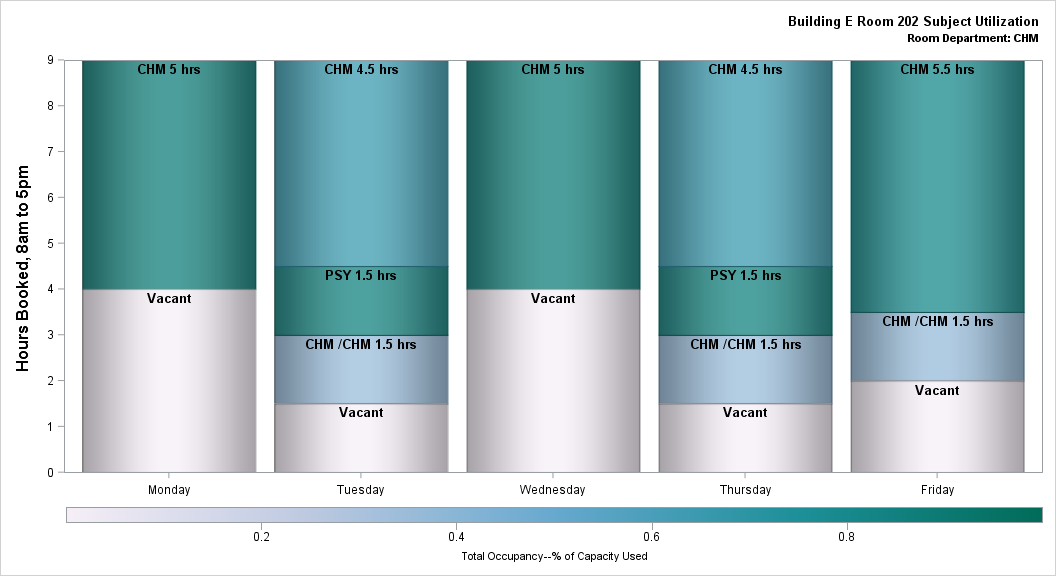 Building E Room 202 Subject Utilization
Room Department: CHM
Hours Booked, 8am to 5pm
9
8
7
6
5
4
3
2
1
0
CHM 5 hrs
Vacant
CHM 4.5 hrs
PSY 1.5 hrs
CHM /CHM 1.5 hrs
Vacant
CHM 5 hrs
Vacant
CHM 4.5 hrs
PSY 1.5 hrs
CHM /CHM 1.5 hrs
Vacant
CHM 5.5 hrs
CHM /CHM 1.5 hrs
Vacant
Monday Tuesday Wednesday Thursday Friday
0.2 0.4 0.6 0.8
Total Occupancy--% of Capacity Used